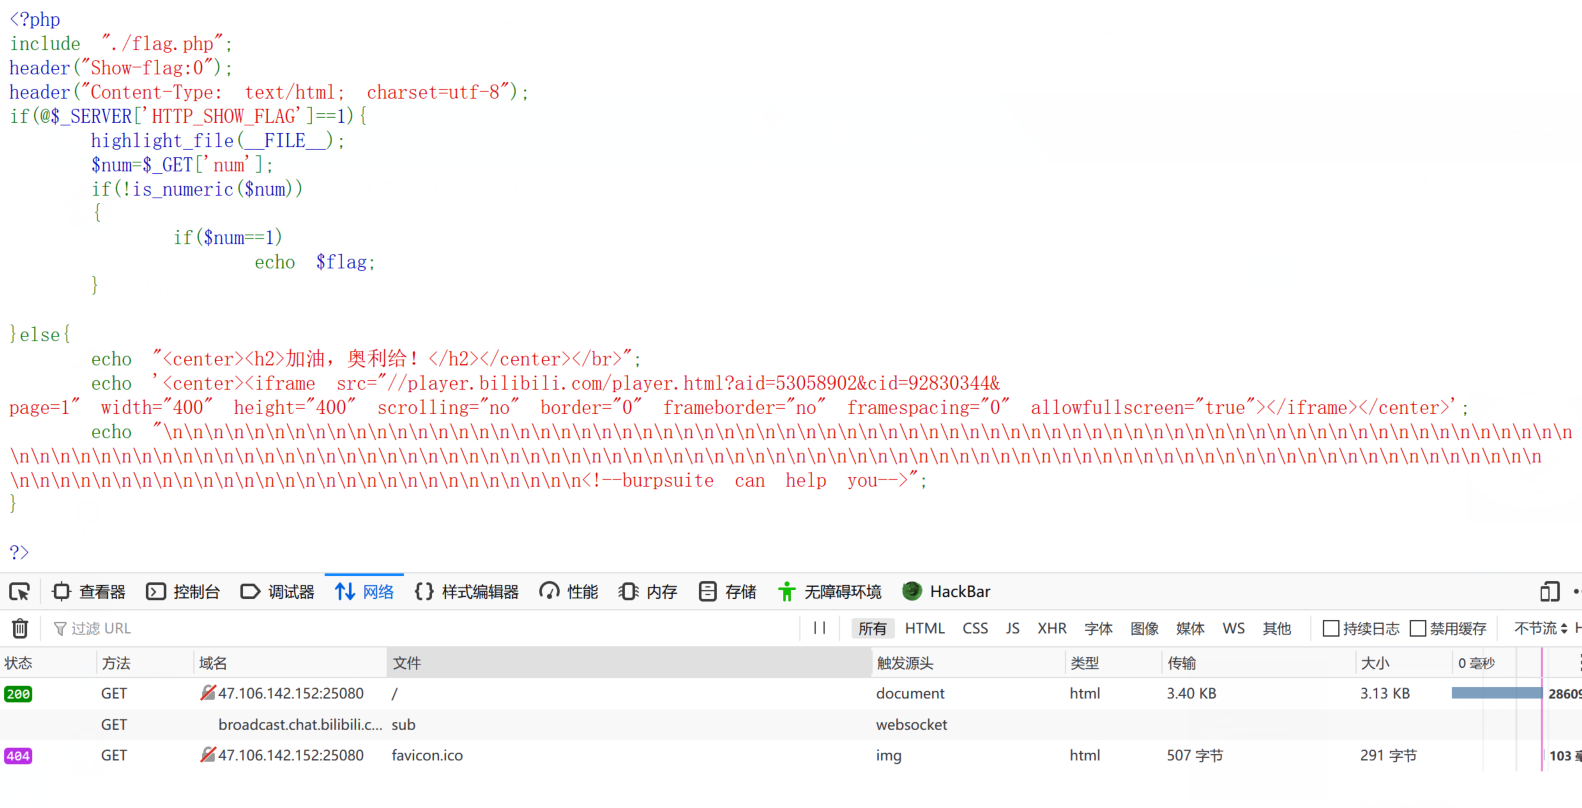 <?php
include "./flag.php";
header("Show-flag:0");
header("Content-Type: text/html; charset=utf-8");
if(@$_SERVER['HTTP_SHOW_FLAG']==1){
highlight_file(__FILE__);
$num=$_GET['num'];
if(!is_numeric($num))
{
if($num==1)
echo $flag;
}
}else{
echo "<center><h2>加油，奥利给！</h2></center></br>";
echo '<center><iframe src="//player.bilibili.com/player.html?aid=53058902&cid=92830344&
page=1" width="400" height="400" scrolling="no" border="0" frameborder="no" framespacing="0" allowfullscreen="true"></iframe></center>';
echo "\n\n\n\n\n\n\n\n\n\n\n\n\n\n\n\n\n\n\n\n\n\n\n\n\n\n\n\n\n\n\n\n\n\n\n\n\n\n\n\n\n\n\n\n\n\n\n\n\n\n\n\n\n\n\n\n\n\n\n\n\n\n\n\n\n\n\n\n\n
\n\n\n\n\n\n\n\n\n\n\n\n\n\n\n\n\n\n\n\n\n\n\n\n\n\n\n\n\n\n\n\n\n\n\n\n\n\n\n\n\n\n\n\n\n\n\n\n\n\n\n\n\n\n\n\n\n\n\n\n\n\n\n\n\n\n\n\n\n\n\n\n\n\n\n
\n\n\n\n\n\n\n\n\n\n\n\n\n\n\n\n\n\n\n\n\n\n\n\n\n\n\n\n<!--burpsuite can help you-->";
}
?>
查看器 控制台 调试器 网络 {} 样式编辑器 性能 内存 存储 无障碍环境 HackBar
过滤 URL 所有 HTML CSS JS XHR 字体 图像 媒体 WS 其他 持续日志 禁用缓存 不节流
状态 方法 域名 文件 触发源头 类型 传输 大小 0 毫秒
200 GET 47.106.142.152:25080 / document html 3.40 KB 3.13 KB 28609
GET broadcast.chat.bilibili.c... sub websocket
404 GET 47.106.142.152:25080 favicon.ico img html 507 字节 291 字节 103